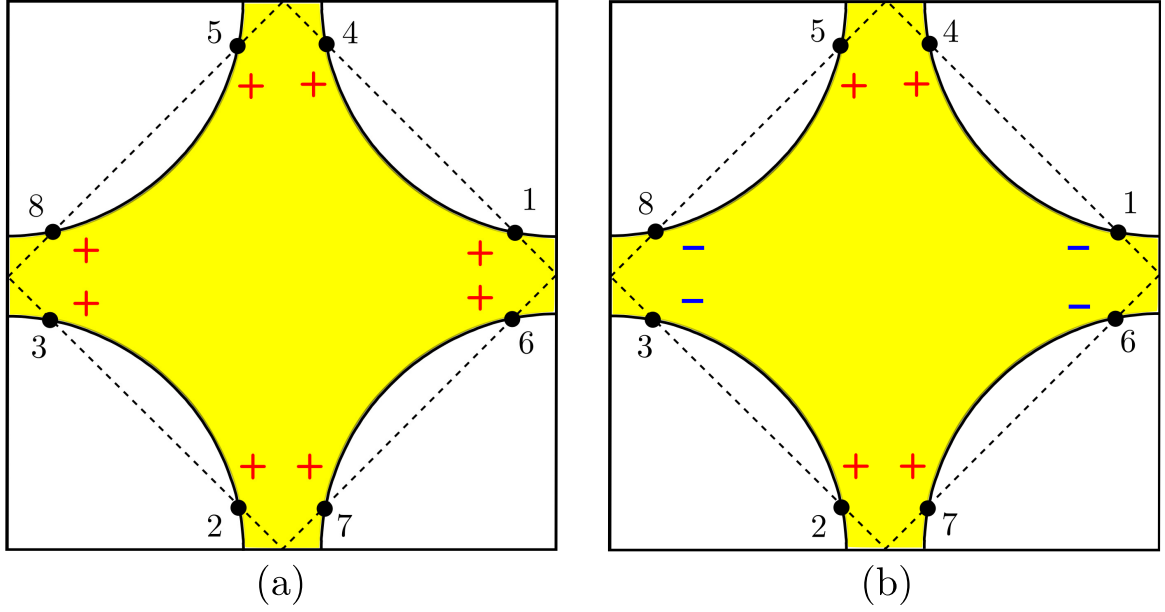 5 4 5 4
+ + + +
8 1 8 1
+ + − −
+ + − −
3 6 3 6
+ + + +
2 7 2 7
(a) (b)